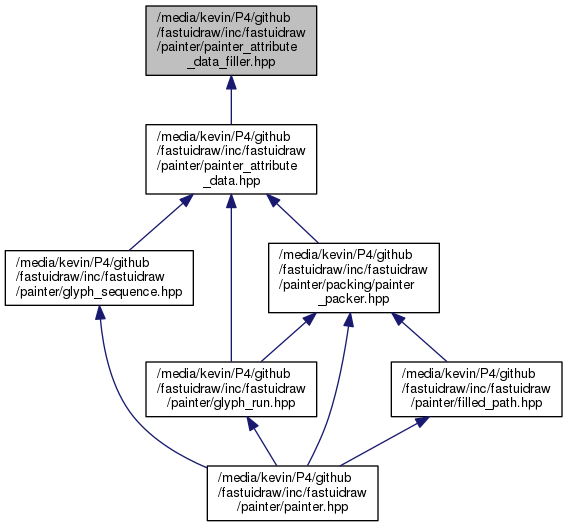 /media/kevin/P4/github
/fastuidraw/inc/fastuidraw
/painter/painter_attribute
_data_filler.hpp
/media/kevin/P4/github
/fastuidraw/inc/fastuidraw
/painter/painter_attribute
_data.hpp
/media/kevin/P4/github
/fastuidraw/inc/fastuidraw
/painter/glyph_sequence.hpp
/media/kevin/P4/github
/fastuidraw/inc/fastuidraw
/painter/packing/painter
_packer.hpp
/media/kevin/P4/github
/fastuidraw/inc/fastuidraw
/painter/glyph_run.hpp
/media/kevin/P4/github
/fastuidraw/inc/fastuidraw
/painter/filled_path.hpp
/media/kevin/P4/github
/fastuidraw/inc/fastuidraw
/painter/painter.hpp